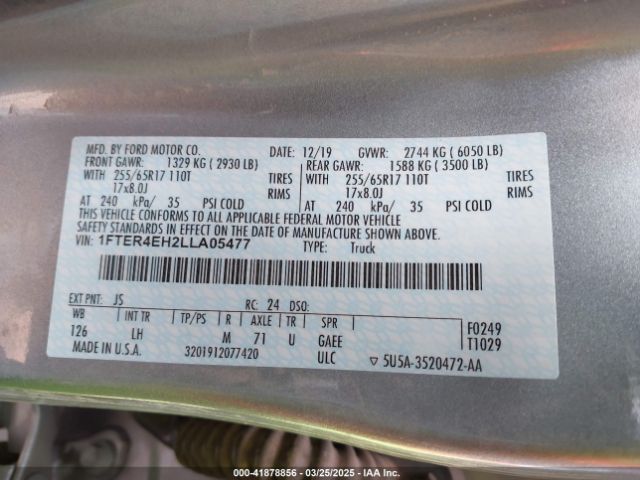 MFD. BY FORD MOTOR CO. DATE: 12/19 GVWR: 2744 KG ( 6050 LB)
FRONT GAWR: 1329 KG ( 2930 LB) REAR GAWR: 1588 KG ( 3500 LB)
WITH 255/65R17 110T TIRES WITH 255/65R17 110T TIRES
17x8.0J RIMS 17x8.0J RIMS
AT 240 kPa/ 35 PSI COLD AT 240 kPa/ 35 PSI COLD
THIS VEHICLE CONFORMS TO ALL APPLICABLE FEDERAL MOTOR VEHICLE
SAFETY STANDARDS IN EFFECT ON THE DATE OF MANUFACTURE SHOWN ABOVE.
VIN: 1FTER4EH2LLA05477 TYPE: Truck
EXT PNT: JS RC: 24 DSO:
WB INT TR TP/PS R AXLE TR SPR F0249
126 LH M 71 U GAEE T1029
MADE IN U.S.A. 3201912077420 ULC ▽ 5U5A-3520472-AA
000-41878856 — 03/25/2025 — IAA Inc.